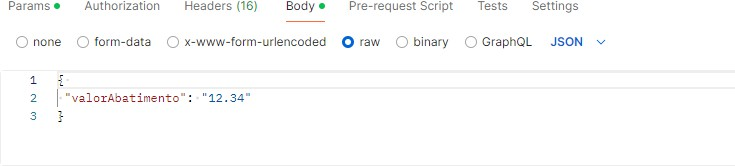 Params Authorization Headers (16) Body Pre-request Script Tests Settings
none form-data x-www-form-urlencoded raw binary GraphQL JSON
1 {
2 "valorAbatimento": "12.34"
3 }